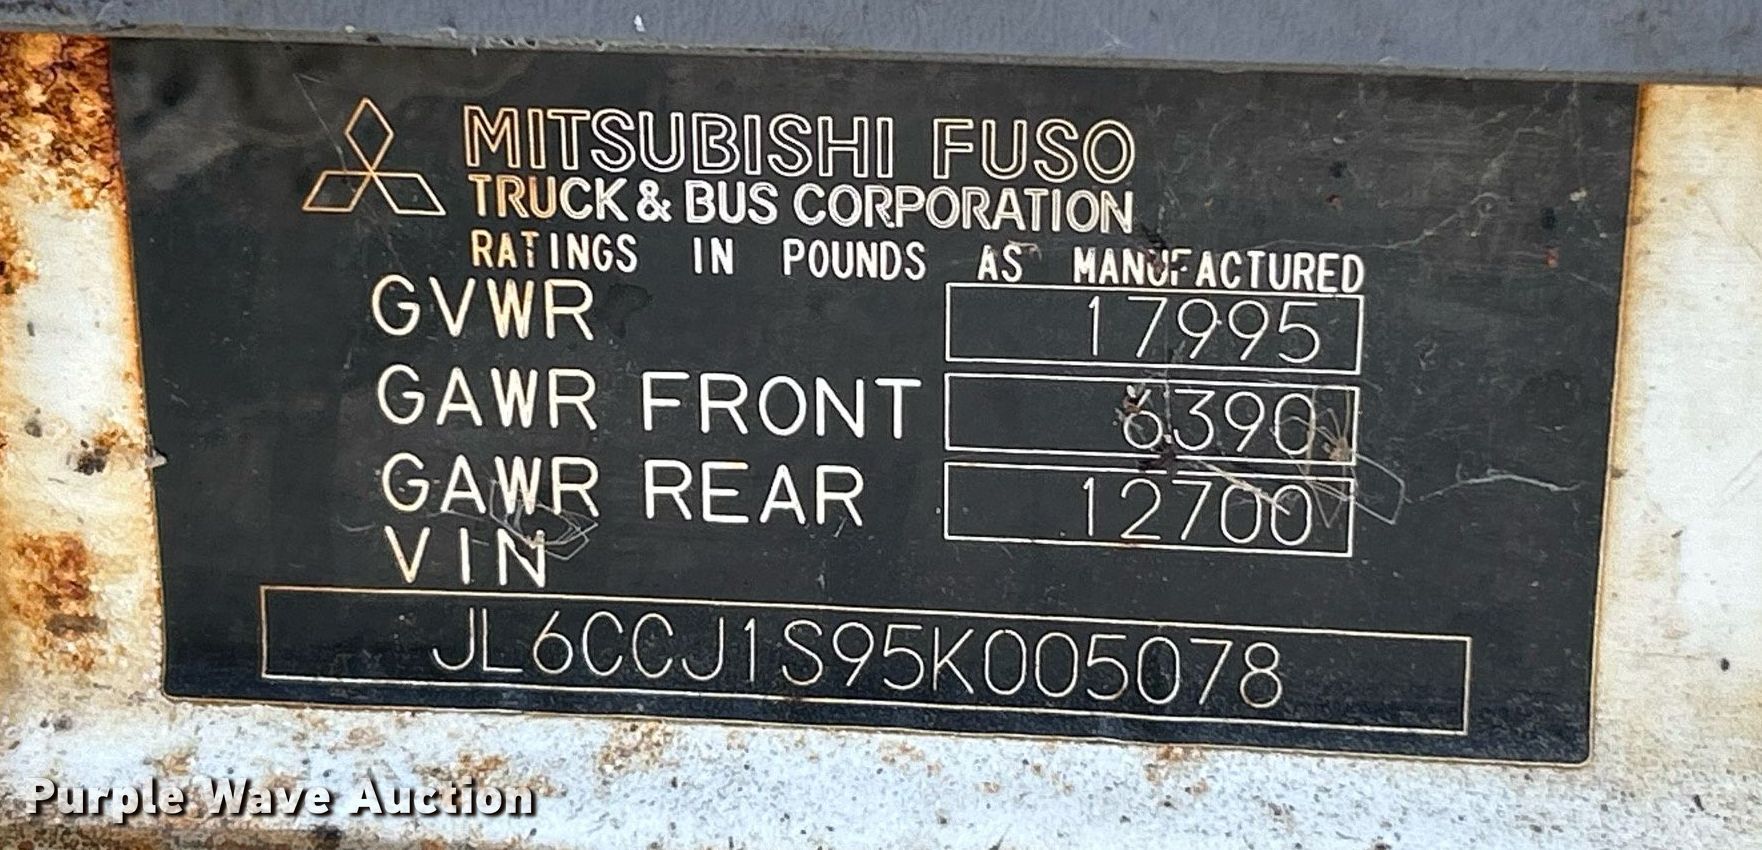 MITSUBISHI FUSO
TRUCK & BUS CORPORATION
RATINGS IN POUNDS AS MANUFACTURED
GVWR 17995
GAWR FRONT 6390
GAWR REAR 12700
VIN
JL6CCJ1S95K005078
Purple Wave Auction